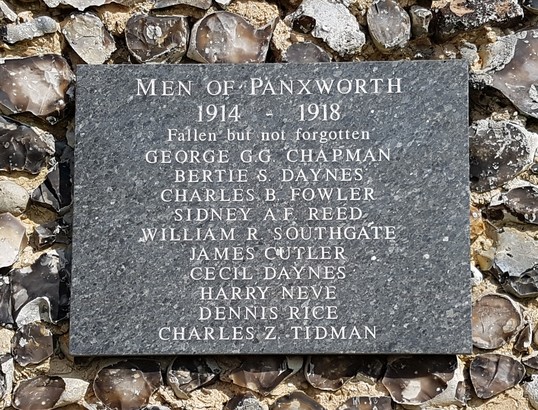 MEN OF PANXWORTH
1914 - 1918
Fallen but not forgotten
GEORGE G.G. CHAPMAN
BERTIE S. DAYNES
CHARLES B. FOWLER
SIDNEY A.F. REED
WILLIAM R. SOUTHGATE
JAMES CUTLER
CECIL DAYNES
HARRY NEVE
DENNIS RICE
CHARLES Z. TIDMAN